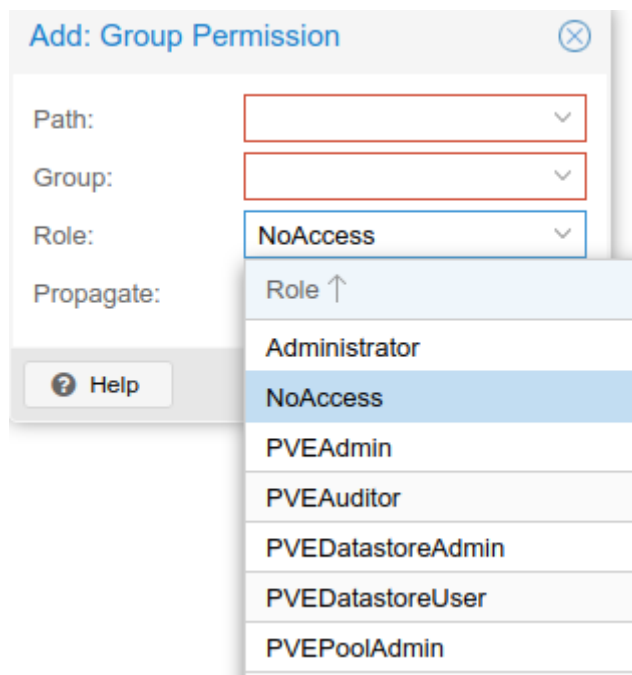 Add: Group Permission
Path:
Group:
Role: NoAccess
Propagate:
Role ↑
Administrator
Help
NoAccess
PVEAdmin
PVEAuditor
PVEDatastoreAdmin
PVEDatastoreUser
PVEPoolAdmin